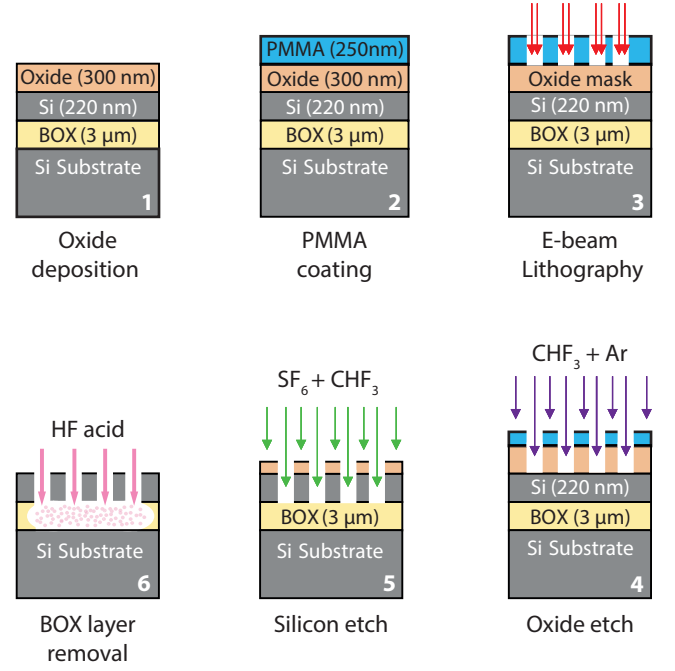 Oxide (300 nm)
Si (220 nm)
BOX (3 μm)
Si Substrate
1
Oxide
deposition
PMMA (250nm)
Oxide (300 nm)
Si (220 nm)
BOX (3 μm)
Si Substrate
2
PMMA
coating
Oxide mask
Si (220 nm)
BOX (3 μm)
Si Substrate
3
E-beam
Lithography
HF acid
Si Substrate
6
BOX layer
removal
SF6 + CHF3
BOX (3 μm)
Si Substrate
5
Silicon etch
CHF3 + Ar
Si (220 nm)
BOX (3 μm)
Si Substrate
4
Oxide etch